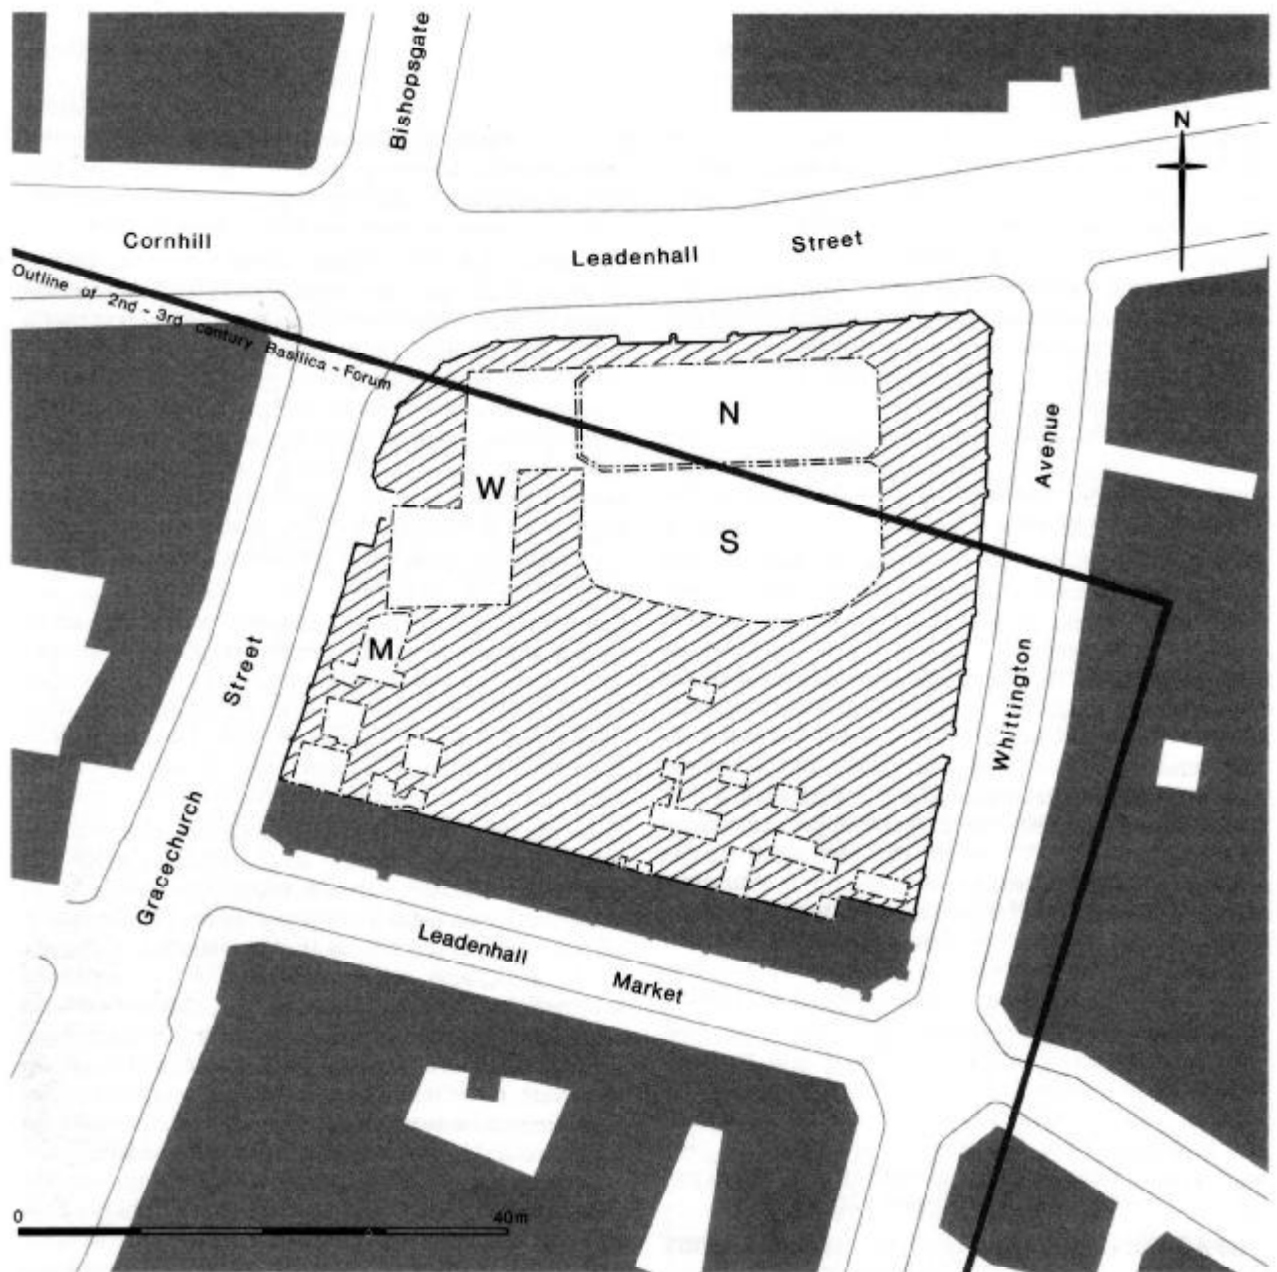 Bishopsgate
N
Cornhill
Leadenhall Street
Outline of 2nd - 3rd century Basilica - Forum
N
W
S
Avenue
M
Street
Whittington
Gracechurch
Leadenhall
Market
0 40m